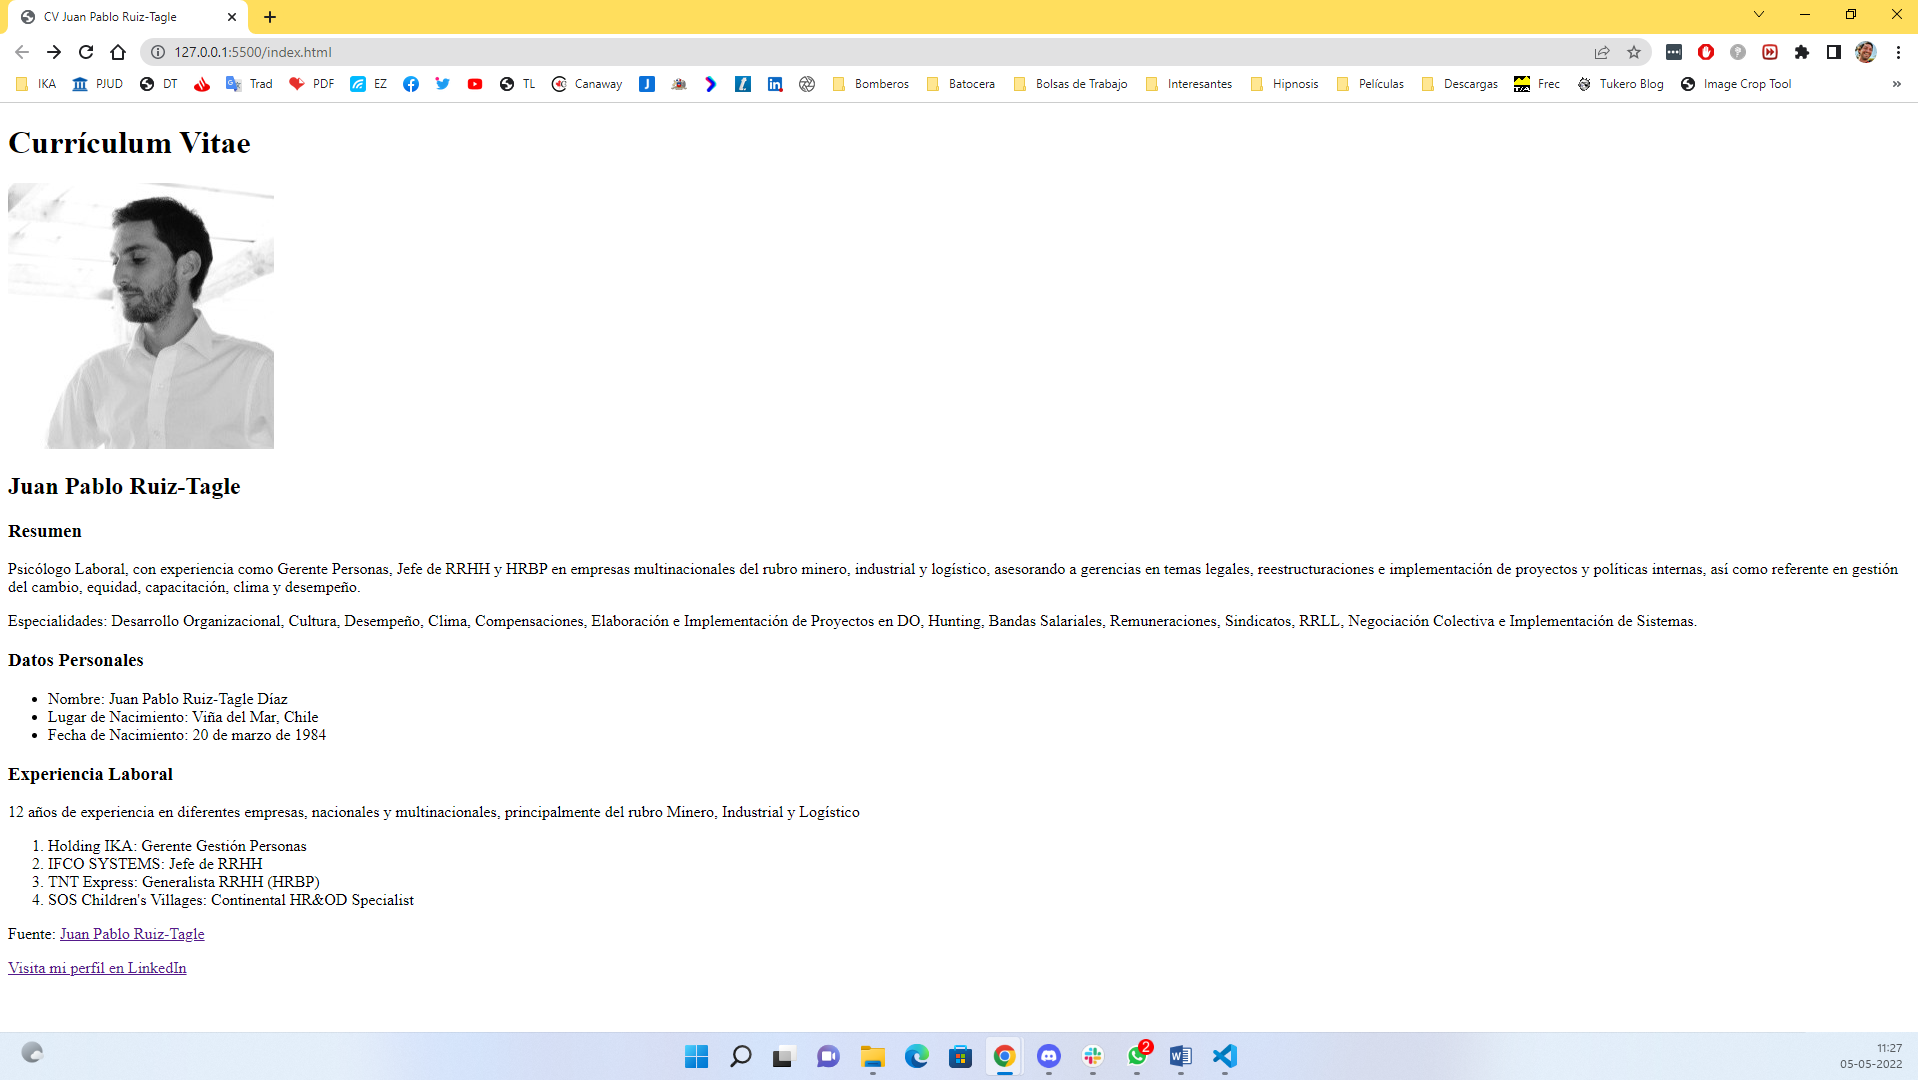 CV Juan Pablo Ruiz-Tagle
127.0.0.1:5500/index.html
IKA PJUD DT Trad PDF EZ TL Canaway Bomberos Batocera Bolsas de Trabajo Interesantes Hipnosis Películas Descargas Frec Tukero Blog Image Crop Tool »
Currículum Vitae
Juan Pablo Ruiz-Tagle
Resumen
Psicólogo Laboral, con experiencia como Gerente Personas, Jefe de RRHH y HRBP en empresas multinacionales del rubro minero, industrial y logístico, asesorando a gerencias en temas legales, reestructuraciones e implementación de proyectos y políticas internas, así como referente en gestión
del cambio, equidad, capacitación, clima y desempeño.
Especialidades: Desarrollo Organizacional, Cultura, Desempeño, Clima, Compensaciones, Elaboración e Implementación de Proyectos en DO, Hunting, Bandas Salariales, Remuneraciones, Sindicatos, RRLL, Negociación Colectiva e Implementación de Sistemas.
Datos Personales
• Nombre: Juan Pablo Ruiz-Tagle Díaz
• Lugar de Nacimiento: Viña del Mar, Chile
• Fecha de Nacimiento: 20 de marzo de 1984
Experiencia Laboral
12 años de experiencia en diferentes empresas, nacionales y multinacionales, principalmente del rubro Minero, Industrial y Logístico
1. Holding IKA: Gerente Gestión Personas
2. IFCO SYSTEMS: Jefe de RRHH
3. TNT Express: Generalista RRHH (HRBP)
4. SOS Children's Villages: Continental HR&OD Specialist
Fuente: Juan Pablo Ruiz-Tagle
Visita mi perfil en LinkedIn
2
11:27
05-05-2022